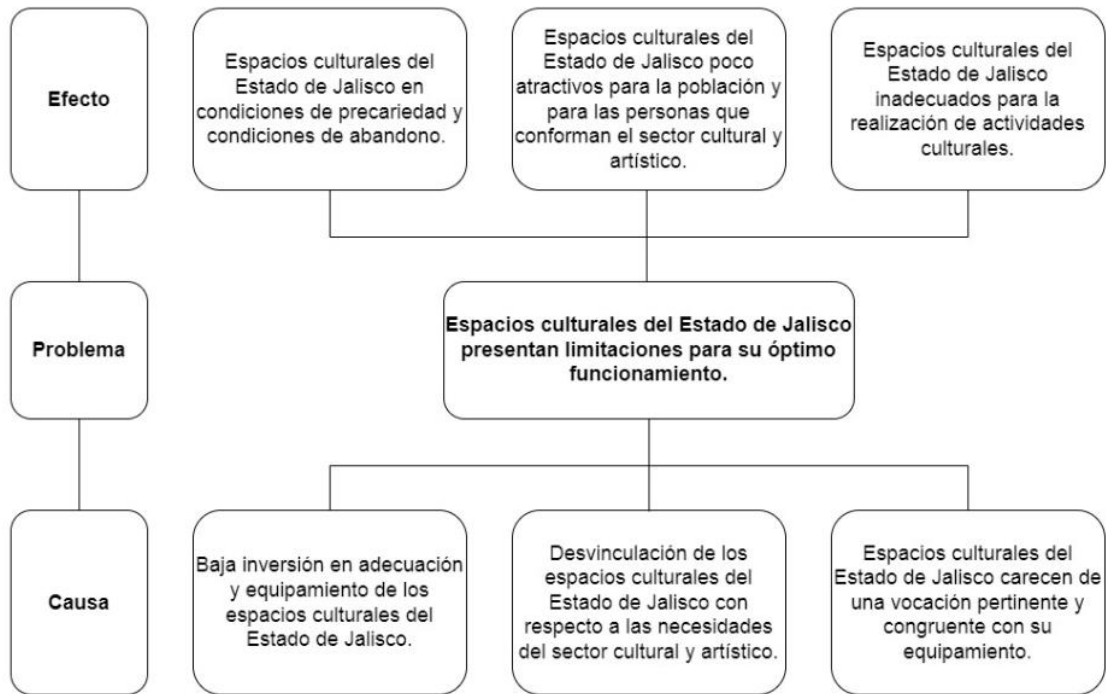 Efecto
Espacios culturales del
Estado de Jalisco en
condiciones de precariedad y
condiciones de abandono.
Espacios culturales del
Estado de Jalisco poco
atractivos para la población y
para las personas que
conforman el sector cultural y
artístico.
Espacios culturales del
Estado de Jalisco
inadecuados para la
realización de actividades
culturales.
Problema
Espacios culturales del Estado de Jalisco
presentan limitaciones para su óptimo
funcionamiento.
Causa
Baja inversión en adecuación
y equipamiento de los
espacios culturales del
Estado de Jalisco.
Desvinculación de los
espacios culturales del
Estado de Jalisco con
respecto a las necesidades
del sector cultural y artístico.
Espacios culturales del
Estado de Jalisco carecen de
una vocación pertinente y
congruente con su
equipamiento.